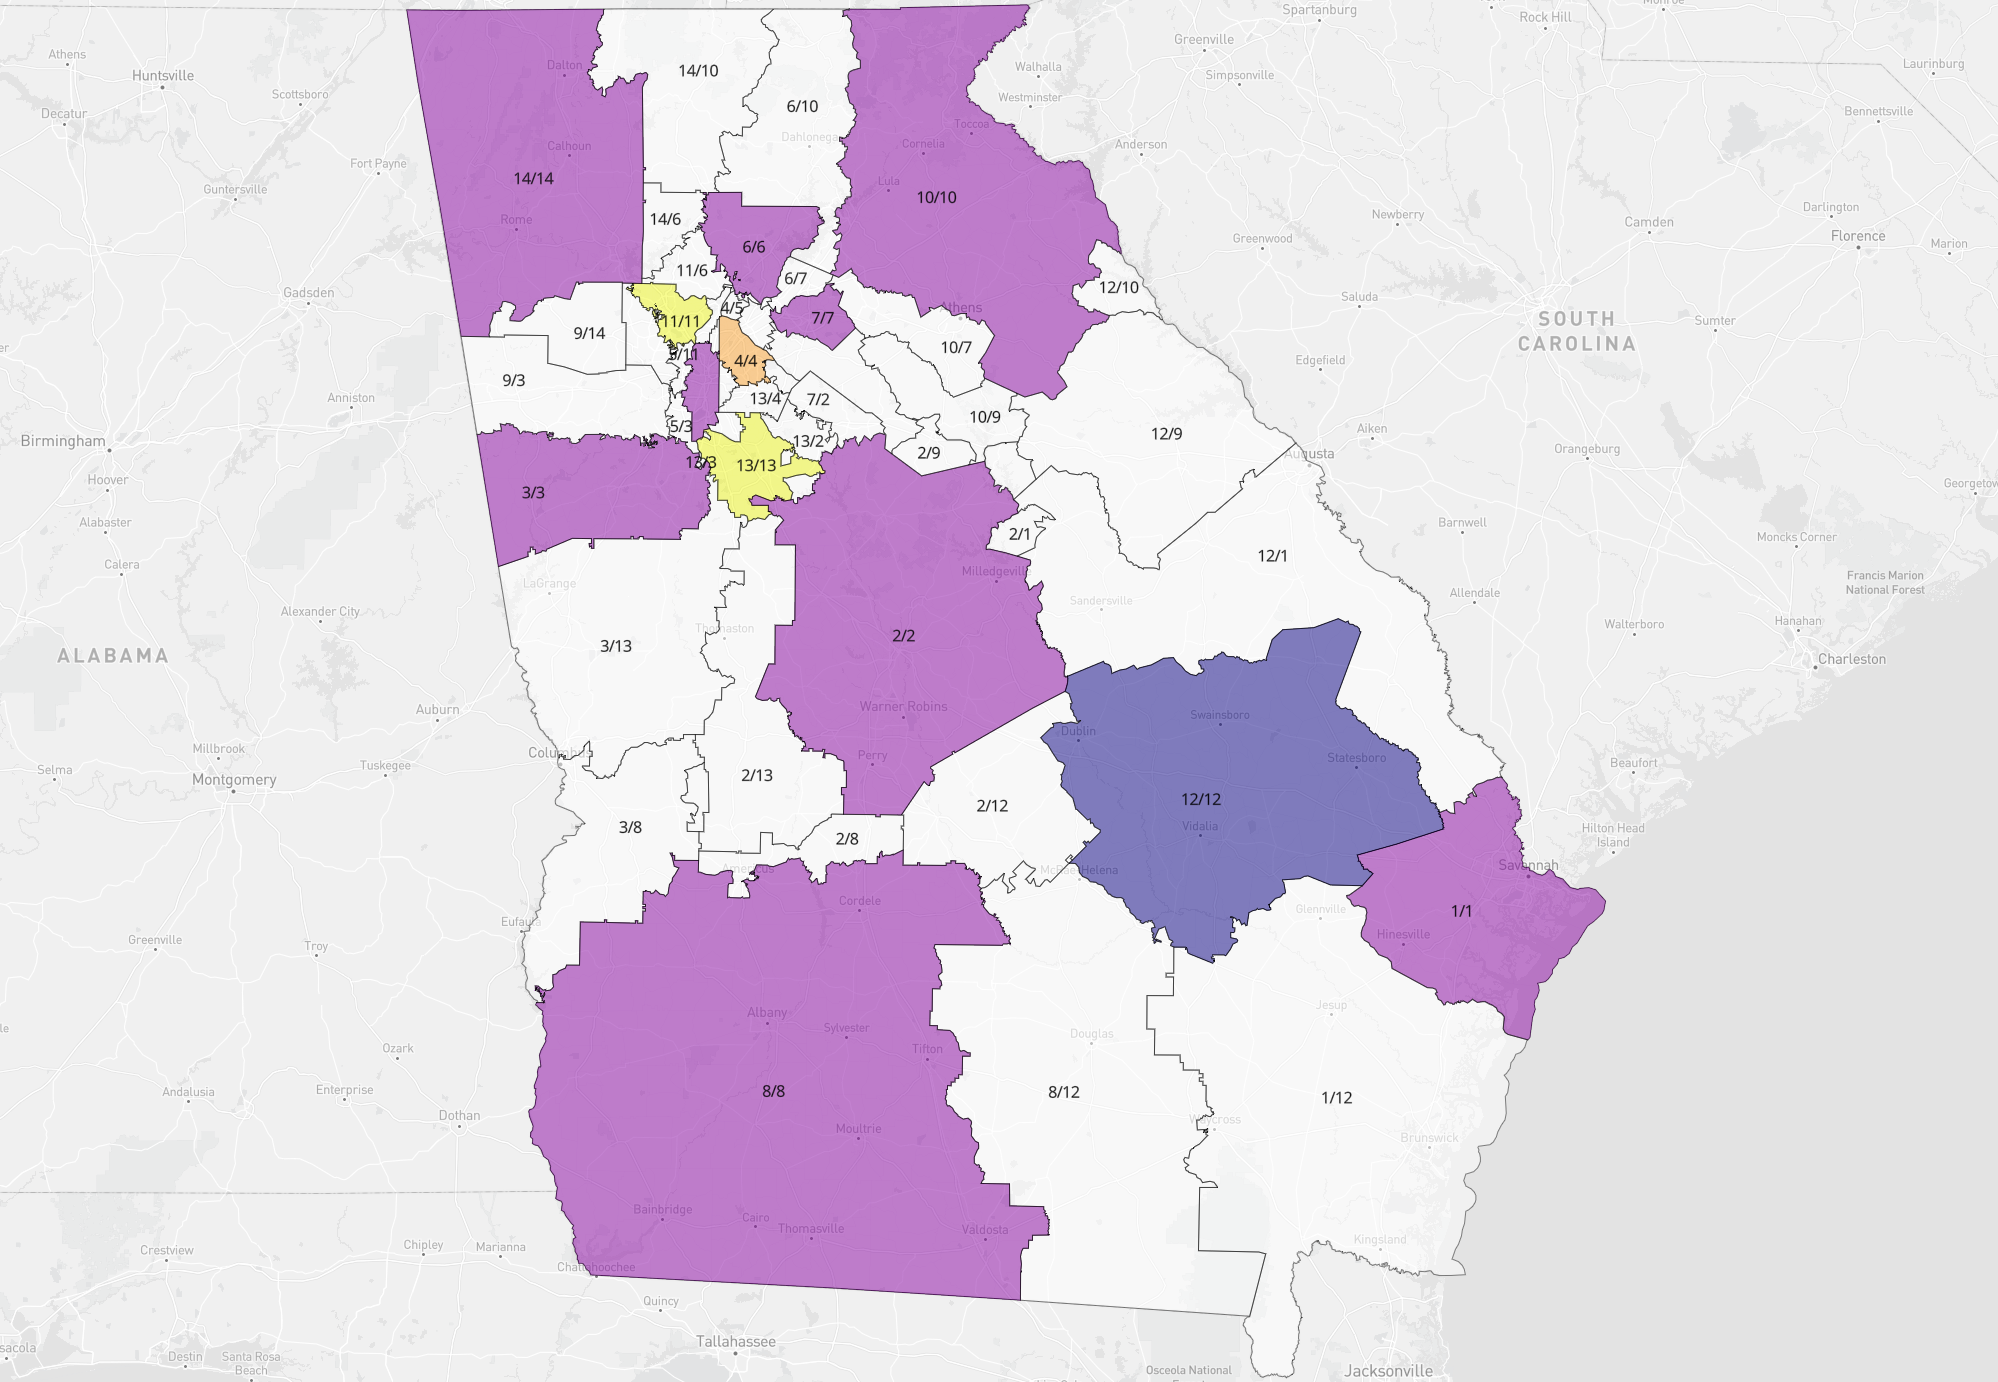 Spartanburg
Monroe
Rock Hill
Athens
Huntsville
Dalton
14/10
Greenville
Walhalla
Simpsonville
Laurinburg
Scottsboro
Decatur
6/10
Westminster
Bennettsville
Dahlonega
Toccoa
Fort Payne
Calhoun
Cornelia
Anderson
Guntersville
14/14
Lula
10/10
Newberry
Darlington
Rome
14/6
Camden
Florence
6/6
Greenwood
Marion
11/6
6/7
Gadsden
12/10
Saluda
4/5
Athens
11/11
7/7
SOUTH
CAROLINA
Sumter
9/14
10/7
4/4
Edgefield
9/3
13/4
7/2
Anniston
10/9
Birmingham
5/3
13/2
12/9
Aiken
Orangeburg
2/9
Augusta
Hoover
13/3
13/13
3/3
Georgetow
Alabaster
Barnwell
2/1
Moncks Corner
Calera
12/1
LaGrange
Milledgeville
Francis Marion
National Forest
Alexander City
Sandersville
Allendale
Thomaston
Hanahan
Walterboro
2/2
3/13
ALABAMA
Charleston
Auburn
Warner Robins
Swainsboro
Dublin
Millbrook
Columbus
Perry
Statesboro
Selma
Tuskegee
Beaufort
Montgomery
2/13
12/12
2/12
3/8
Vidalia
2/8
Hilton Head
Island
Americus
McRae-Helena
Savannah
Cordele
1/1
Glennville
Eufaula
Greenville
Troy
Hinesville
Albany
Jesup
Sylvester
Douglas
Ozark
Tifton
Andalusia
Enterprise
8/8
8/12
1/12
Dothan
Waycross
Moultrie
Brunswick
Bainbridge
Cairo
Thomasville
Valdosta
Kingsland
Crestview
Chipley
Marianna
Chattahoochee
Quincy
Tallahassee
sacola
Destin
Santa Rosa
Beach
Osceola National
Jacksonville